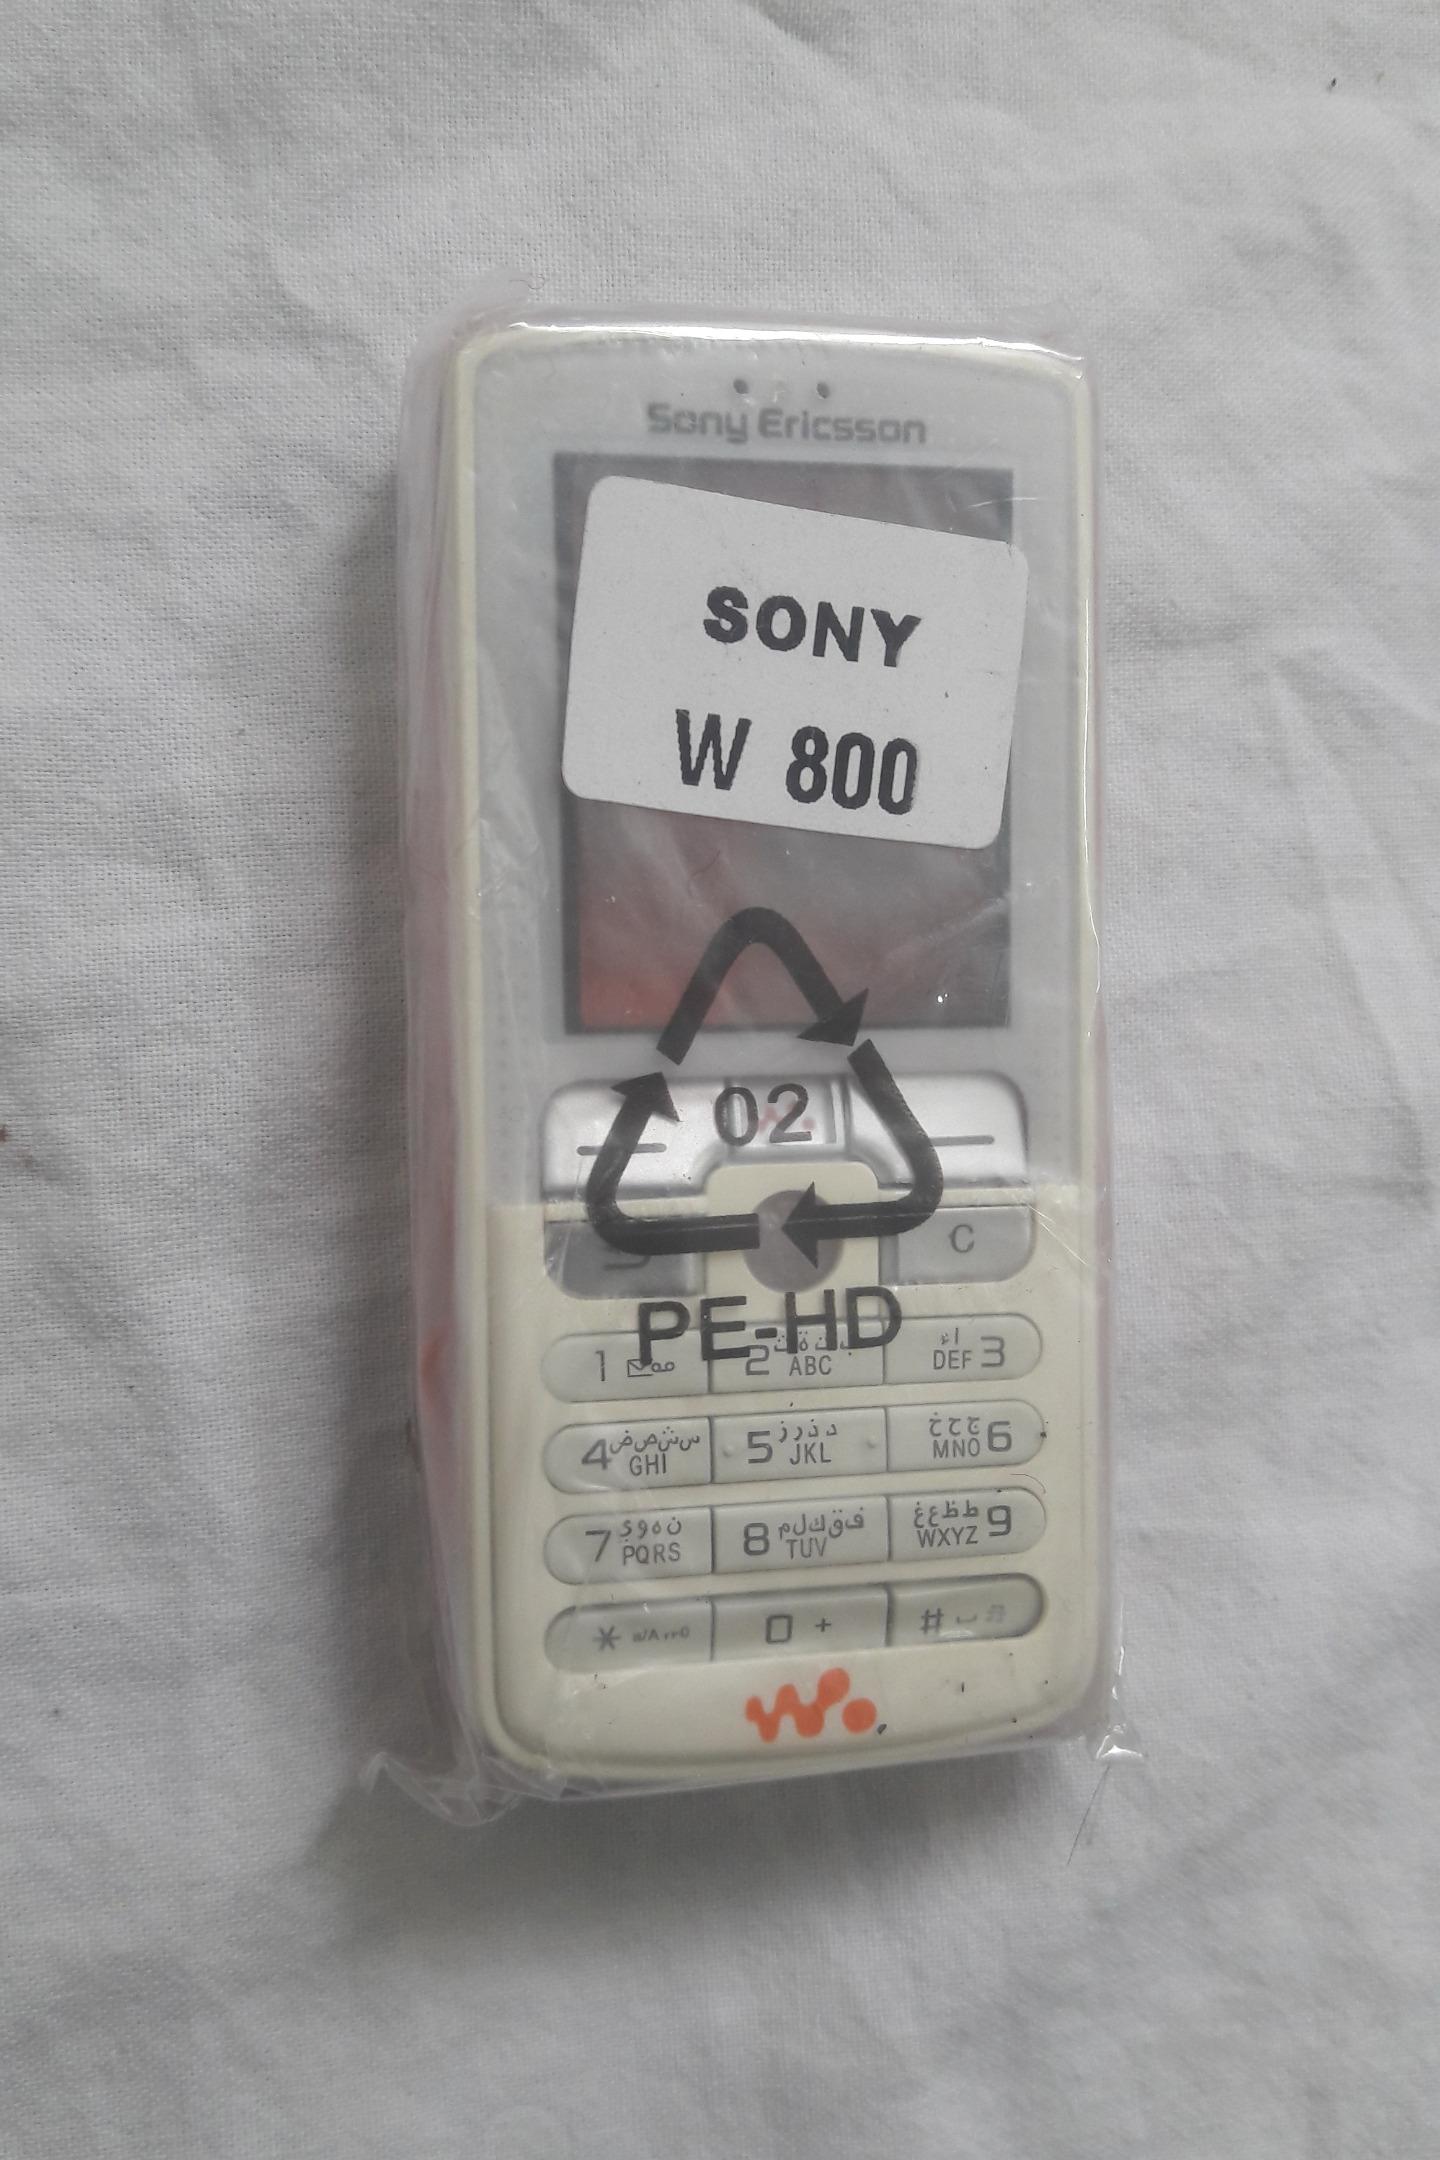 Sony Ericsson
SONY
W 800
02
C
PE-HD
1 2 ABC DEF 3
4 س ش ص ض GHI 5 د ذ ر ز JKL ج ح خ MNO 6
7 ن ه و ي PQRS 8 ف ق ك ل م TUV ط ظ ع غ WXYZ 9
* a/A 0 + #